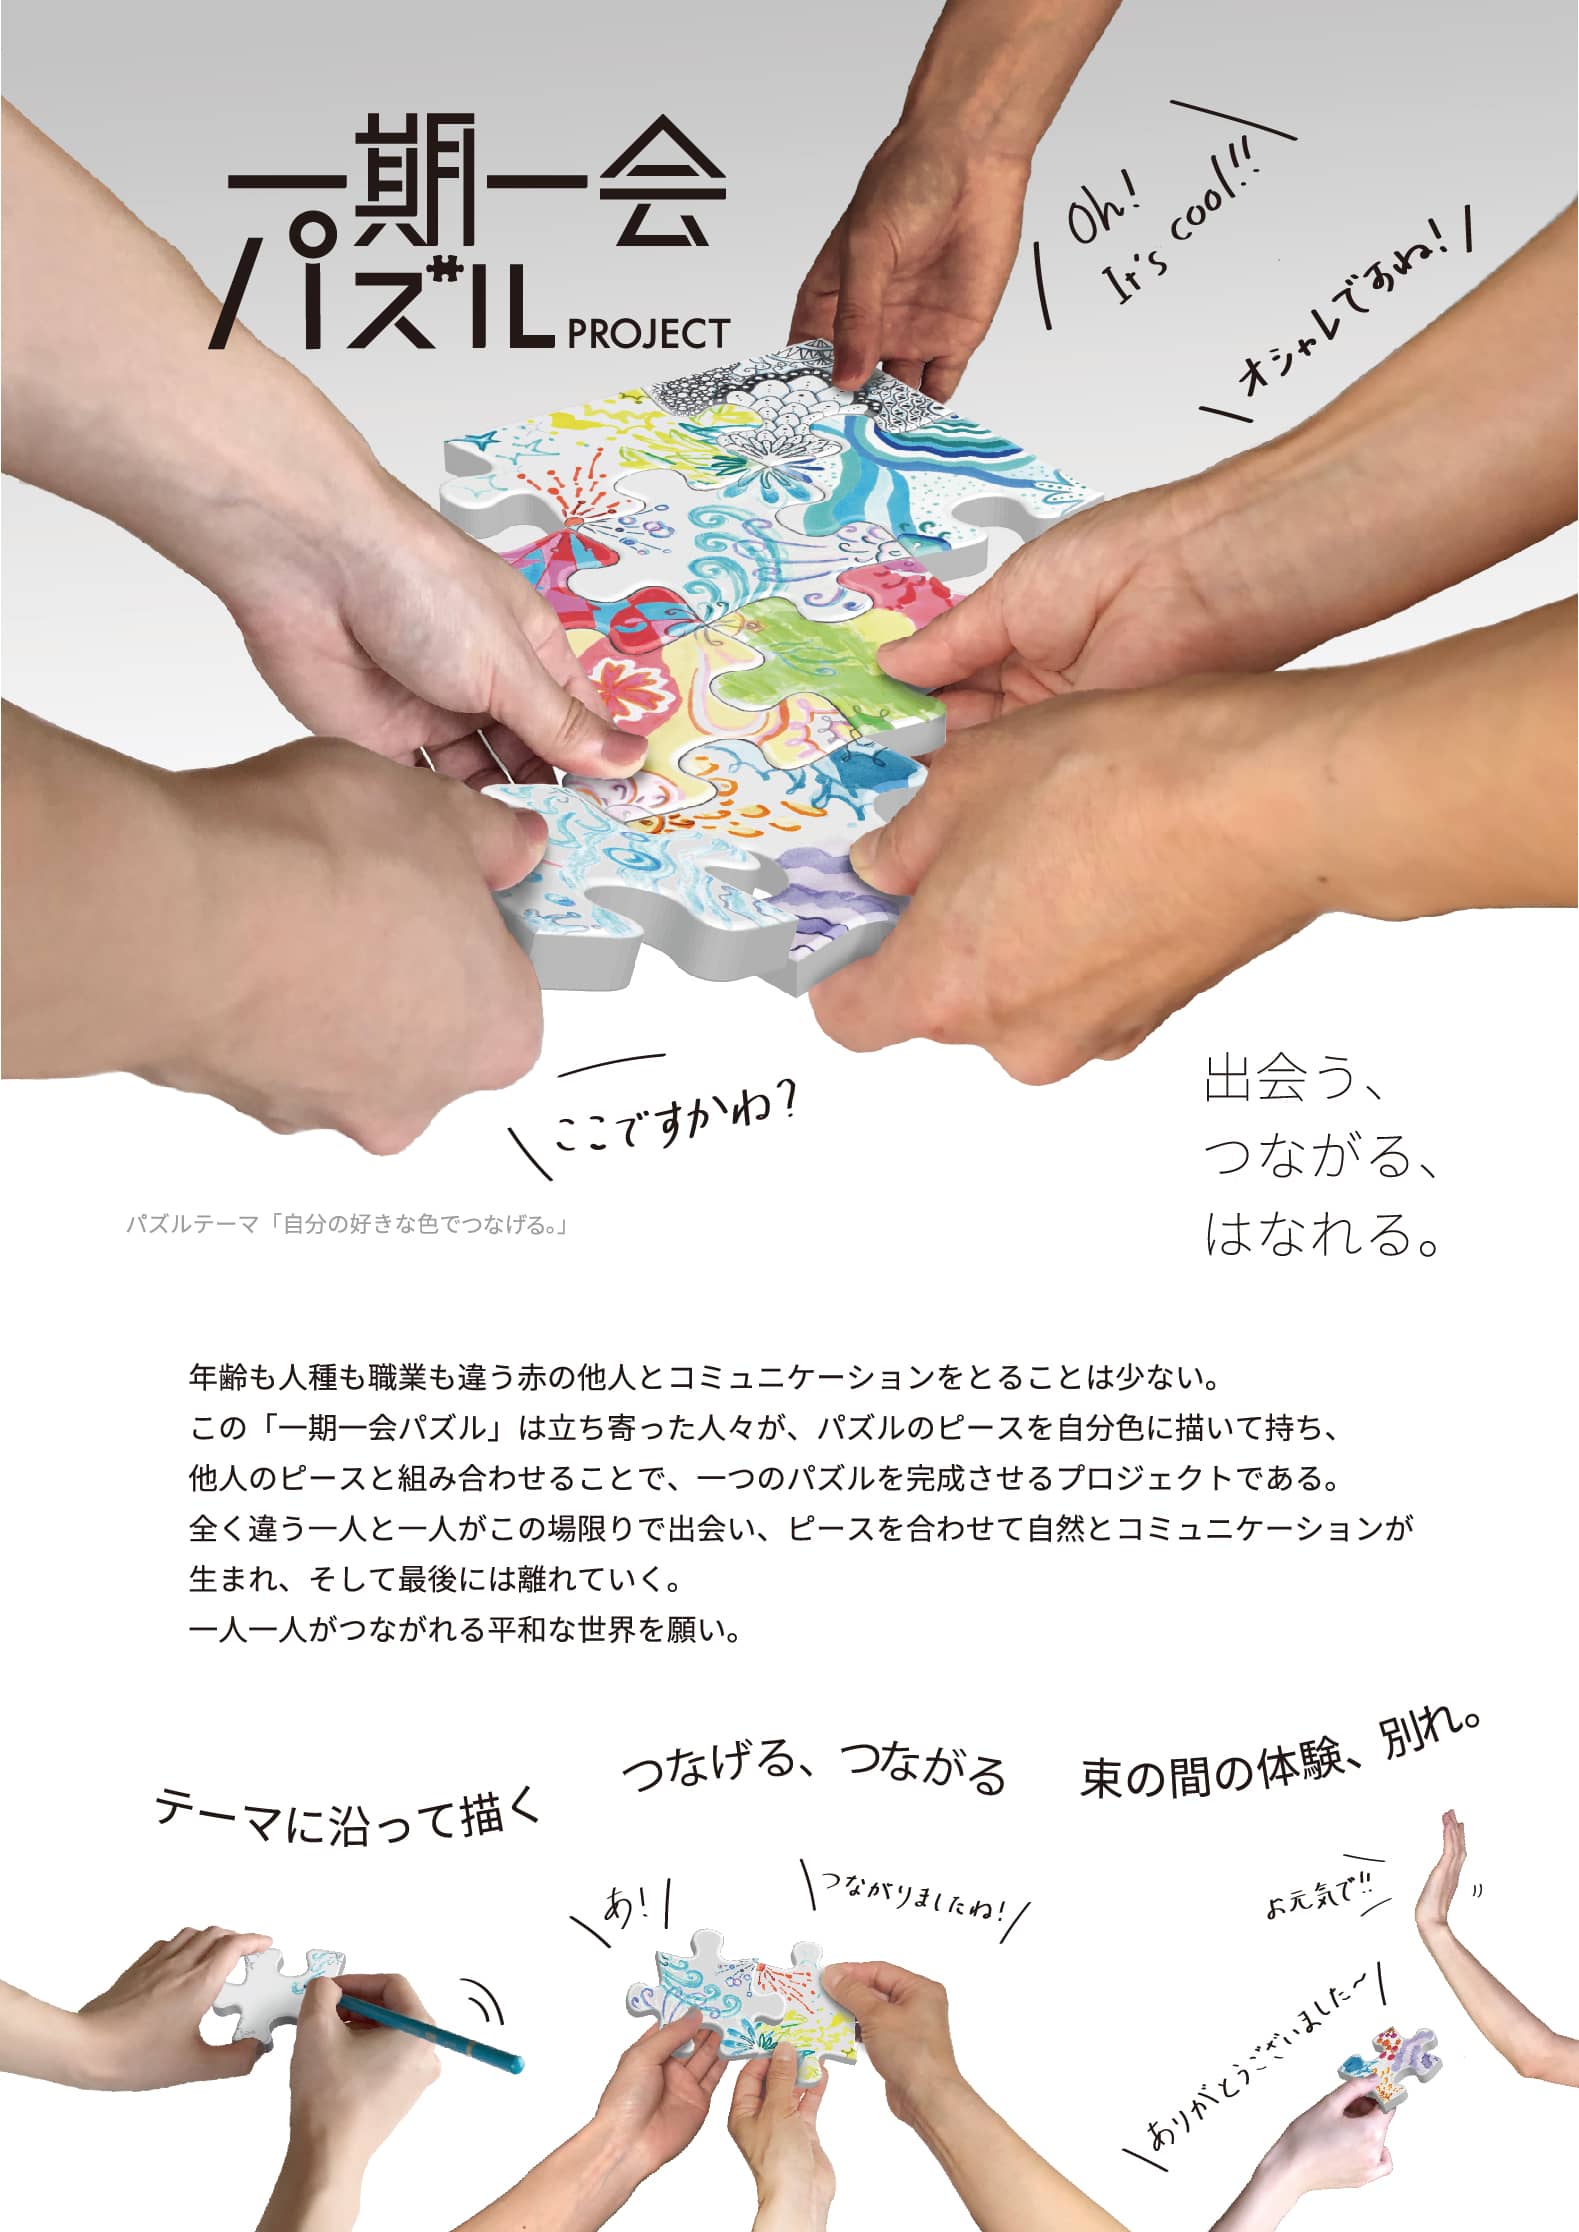 一期一会
パズル PROJECT
Oh!
It's cool!!
オシャレですね!
ここですかね?
出会う、
つながる、
はなれる。
パズルテーマ「自分の好きな色でつなげる。」
年齢も人種も職業も違う赤の他人とコミュニケーションをとることは少ない。
この「一期一会パズル」は立ち寄った人々が、パズルのピースを自分色に描いて持ち、
他人のピースと組み合わせることで、一つのパズルを完成させるプロジェクトである。
全く違う一人と一人がこの場限りで出会い、ピースを合わせて自然とコミュニケーションが
生まれ、そして最後には離れていく。
一人一人がつながれる平和な世界を願い。
テーマに沿って描く
つなげる、つながる
束の間の体験、別れ。
あ!
つながりましたね!
お元気で!!
ありがとうございました〜